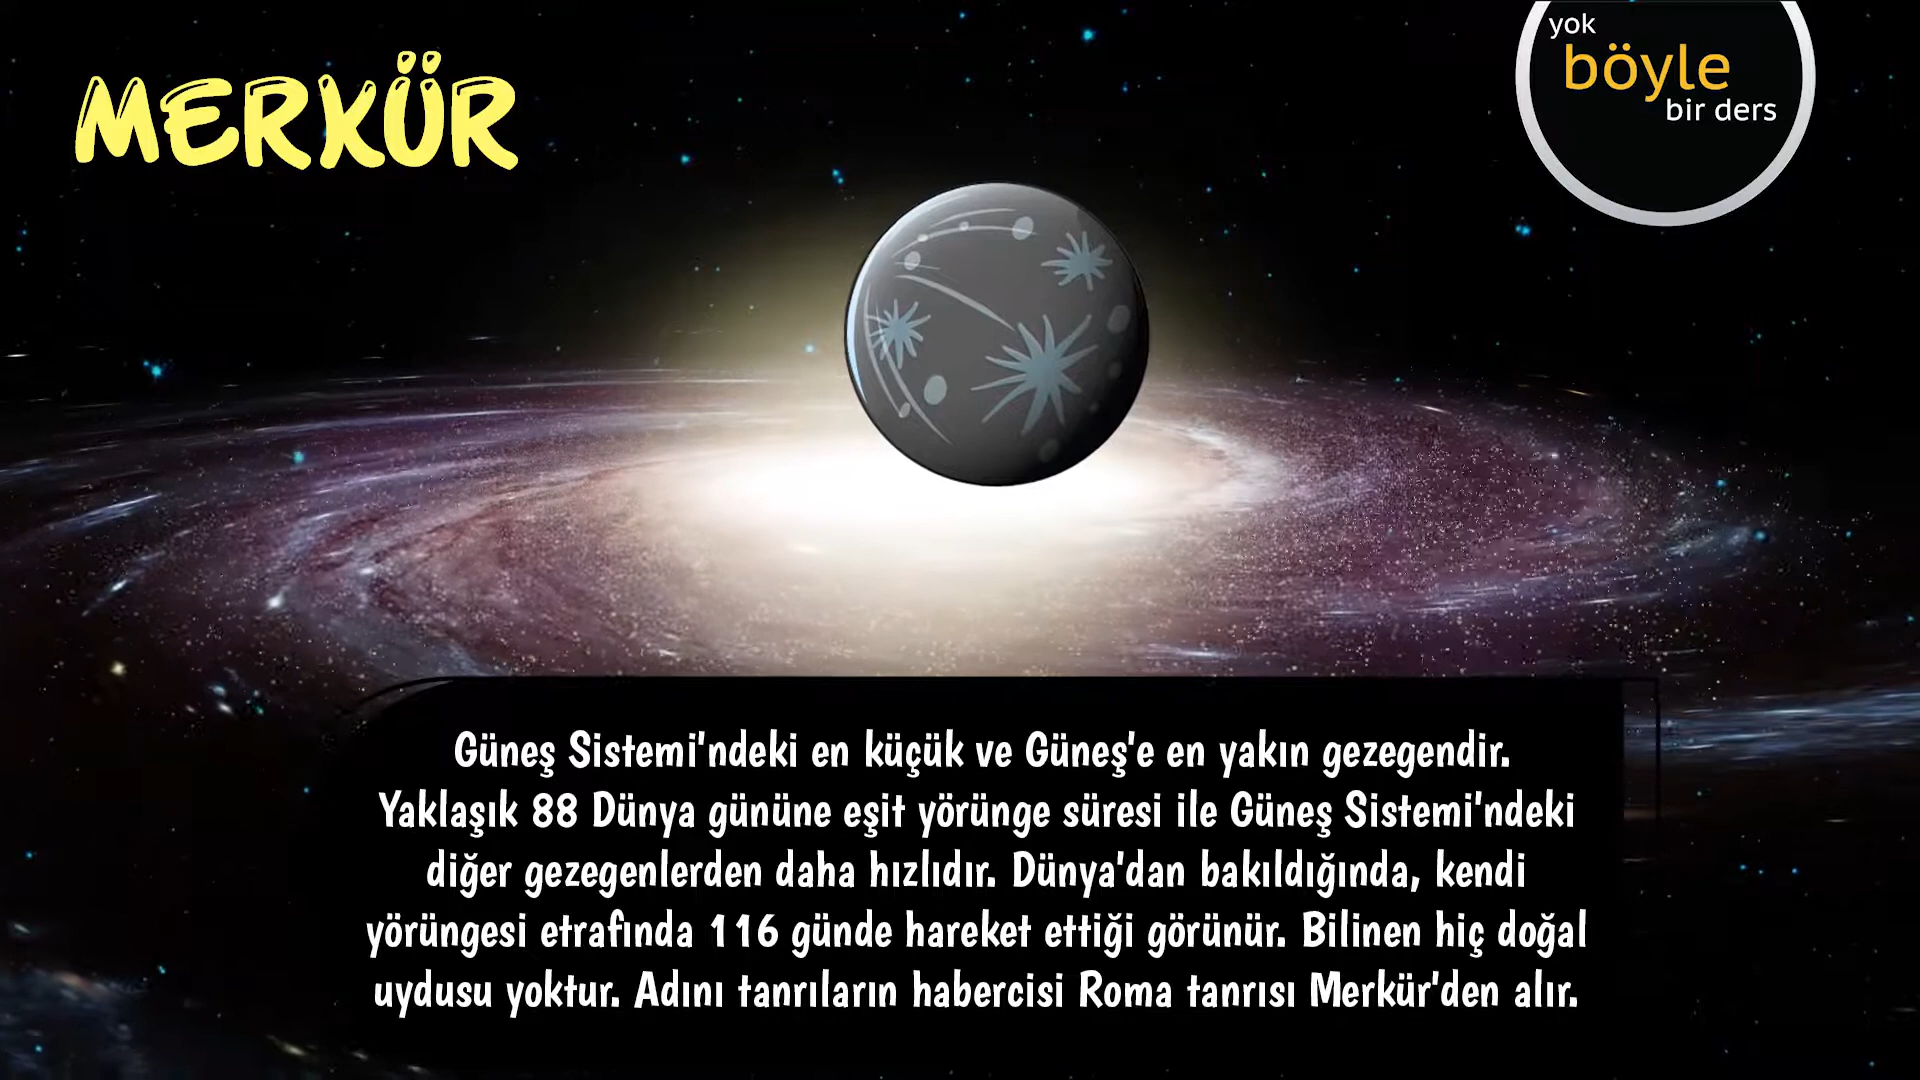 MERKÜR
yok
böyle
bir ders
Güneş Sistemi'ndeki en küçük ve Güneş'e en yakın gezegendir.
Yaklaşık 88 Dünya gününe eşit yörünge süresi ile Güneş Sistemi'ndeki
diğer gezegenlerden daha hızlıdır. Dünya'dan bakıldığında, kendi
yörüngesi etrafında 116 günde hareket ettiği görünür. Bilinen hiç doğal
uydusu yoktur. Adını tanrıların habercisi Roma tanrısı Merkür'den alır.